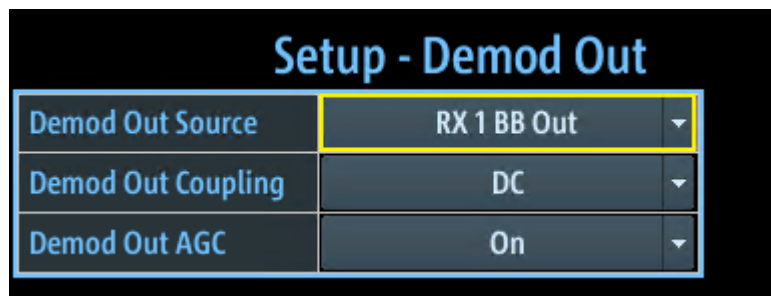 Setup - Demod Out
Demod Out Source RX 1 BB Out
Demod Out Coupling DC
Demod Out AGC On